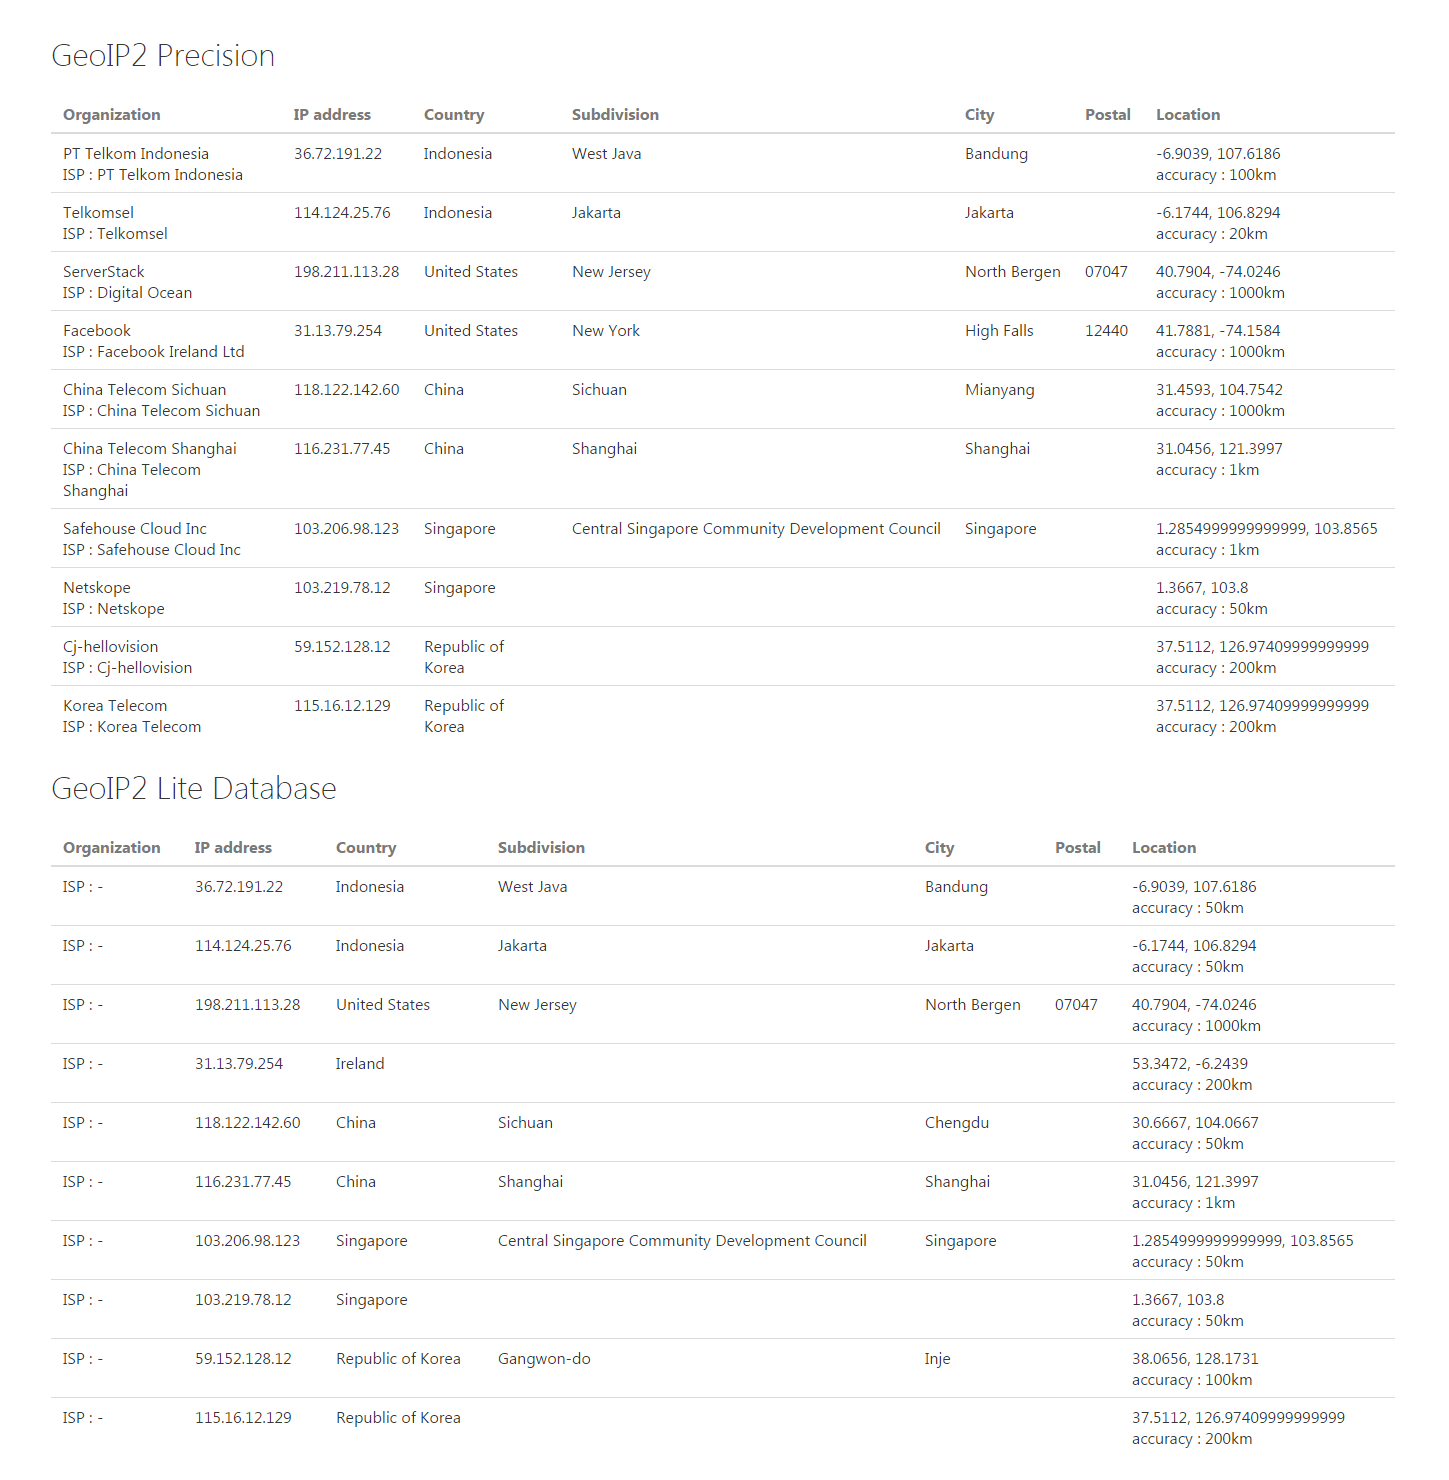 GeoIP2 Precision
Organization IP address Country Subdivision City Postal Location
PT Telkom Indonesia 36.72.191.22 Indonesia West Java Bandung -6.9039, 107.6186
ISP : PT Telkom Indonesia accuracy : 100km
Telkomsel 114.124.25.76 Indonesia Jakarta Jakarta -6.1744, 106.8294
ISP : Telkomsel accuracy : 20km
ServerStack 198.211.113.28 United States New Jersey North Bergen 07047 40.7904, -74.0246
ISP : Digital Ocean accuracy : 1000km
Facebook 31.13.79.254 United States New York High Falls 12440 41.7881, -74.1584
ISP : Facebook Ireland Ltd accuracy : 1000km
China Telecom Sichuan 118.122.142.60 China Sichuan Mianyang 31.4593, 104.7542
ISP : China Telecom Sichuan accuracy : 1000km
China Telecom Shanghai 116.231.77.45 China Shanghai Shanghai 31.0456, 121.3997
ISP : China Telecom accuracy : 1km
Shanghai
Safehouse Cloud Inc 103.206.98.123 Singapore Central Singapore Community Development Council Singapore 1.2854999999999999, 103.8565
ISP : Safehouse Cloud Inc accuracy : 1km
Netskope 103.219.78.12 Singapore 1.3667, 103.8
ISP : Netskope accuracy : 50km
Cj-hellovision 59.152.128.12 Republic of 37.5112, 126.97409999999999
ISP : Cj-hellovision Korea accuracy : 200km
Korea Telecom 115.16.12.129 Republic of 37.5112, 126.97409999999999
ISP : Korea Telecom Korea accuracy : 200km
GeoIP2 Lite Database
Organization IP address Country Subdivision City Postal Location
ISP : - 36.72.191.22 Indonesia West Java Bandung -6.9039, 107.6186
accuracy : 50km
ISP : - 114.124.25.76 Indonesia Jakarta Jakarta -6.1744, 106.8294
accuracy : 50km
ISP : - 198.211.113.28 United States New Jersey North Bergen 07047 40.7904, -74.0246
accuracy : 1000km
ISP : - 31.13.79.254 Ireland 53.3472, -6.2439
accuracy : 200km
ISP : - 118.122.142.60 China Sichuan Chengdu 30.6667, 104.0667
accuracy : 50km
ISP : - 116.231.77.45 China Shanghai Shanghai 31.0456, 121.3997
accuracy : 1km
ISP : - 103.206.98.123 Singapore Central Singapore Community Development Council Singapore 1.2854999999999999, 103.8565
accuracy : 50km
ISP : - 103.219.78.12 Singapore 1.3667, 103.8
accuracy : 50km
ISP : - 59.152.128.12 Republic of Korea Gangwon-do Inje 38.0656, 128.1731
accuracy : 100km
ISP : - 115.16.12.129 Republic of Korea 37.5112, 126.97409999999999
accuracy : 200km